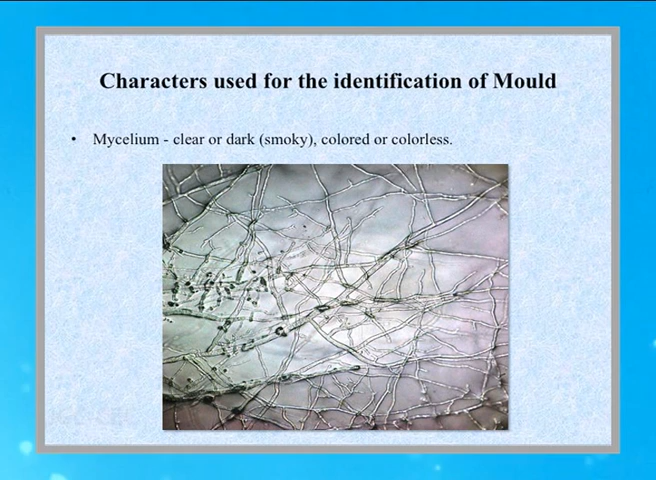 Characters used for the identification of Mould
• Mycelium - clear or dark (smoky), colored or colorless.